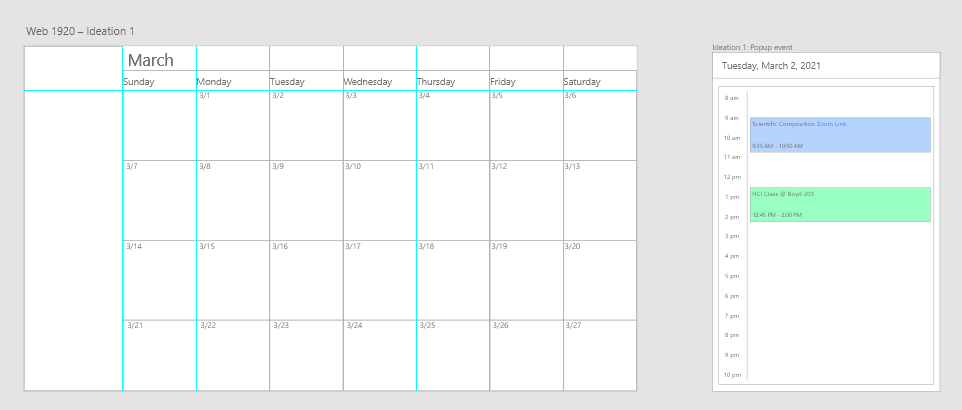 Web 1920 – Ideation 1
March
Sunday Monday Tuesday Wednesday Thursday Friday Saturday
3/1 3/2 3/3 3/4 3/5 3/6
3/7 3/8 3/9 3/10 3/11 3/12 3/13
3/14 3/15 3/16 3/17 3/18 3/19 3/20
3/21 3/22 3/23 3/24 3/25 3/26 3/27
Ideation 1: Popup event
Tuesday, March 2, 2021
8 am
9 am
Scientific Composition Zoom Link
10 am
9:35 AM - 10:50 AM
11 am
12 pm
HCI Class @ Boyd 203
1 pm
12:45 PM - 2:00 PM
2 pm
3 pm
4 pm
5 pm
6 pm
7 pm
8 pm
9 pm
10 pm